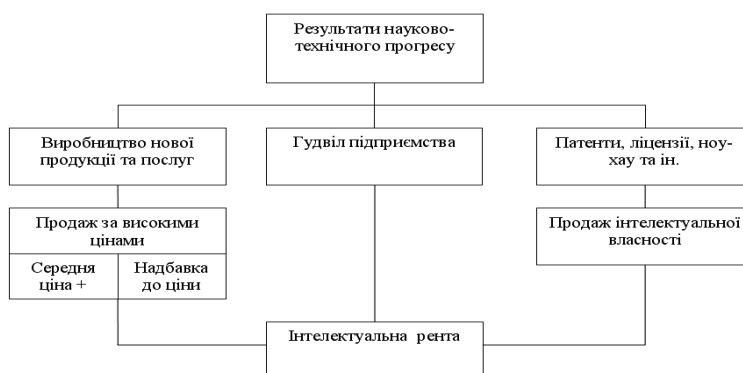 Результати науково-
технічного прогресу
Виробництво нової
продукції та послуг
Гудвіл підприємства
Патенти, ліцензії, ноу-
хау та ін.
Продаж за високими
цінами
Середня
ціна +
Надбавка
до ціни
Продаж інтелектуальної
власності
Інтелектуальна рента